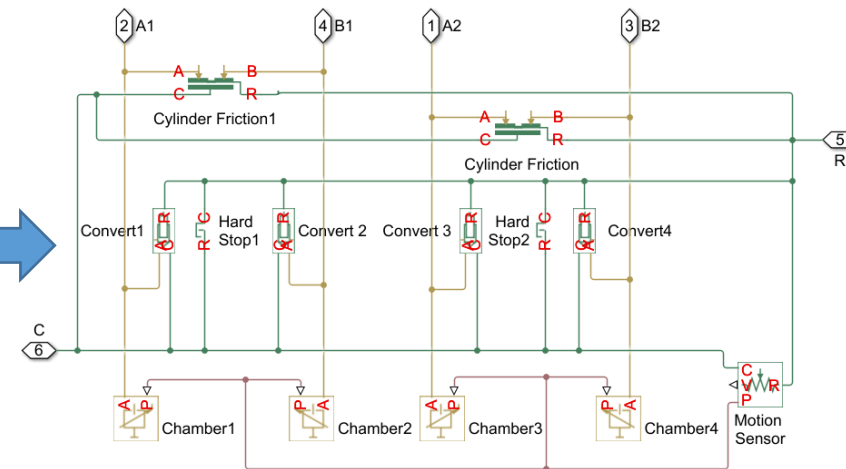 2 A1
4 B1
1 A2
3 B2
A B
C R
Cylinder Friction1
A B
C R
Cylinder Friction
5
R
Convert1
R
A
C
C
R
Hard
Stop1
R
C
A
Convert 2
Convert 3
R
A
C
Hard
Stop2
C
R
R
C
A
Convert4
C
6
A P
Chamber1
P A
Chamber2
A P
Chamber3
P A
Chamber4
C
V R
P
Motion
Sensor